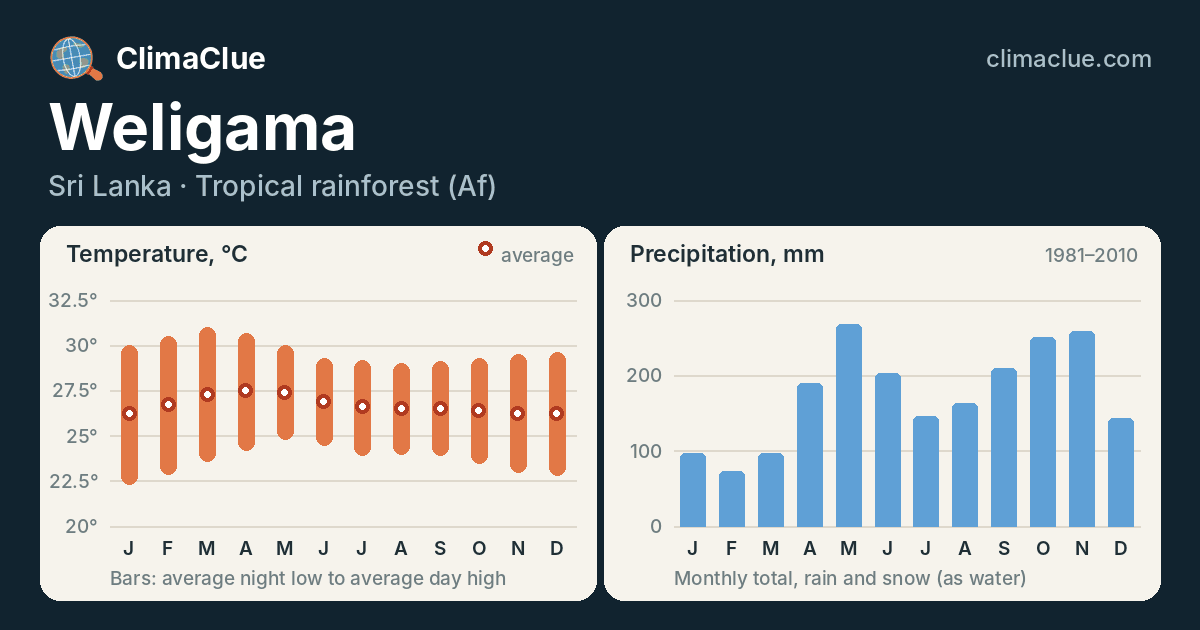 ClimaClue
climaclue.com
Weligama
Sri Lanka · Tropical rainforest (Af)
Temperature, °C
average
32.5°
30°
27.5°
25°
22.5°
20°
J F M A M J J A S O N D
Bars: average night low to average day high
Precipitation, mm
1981–2010
300
200
100
0
J F M A M J J A S O N D
Monthly total, rain and snow (as water)